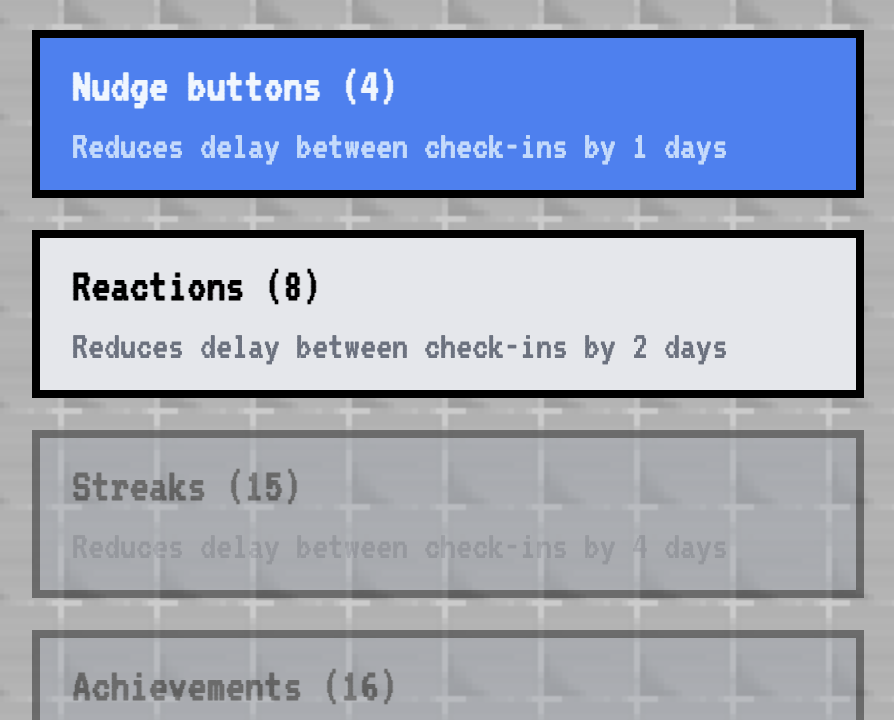 Nudge buttons (4)
Reduces delay between check-ins by 1 days
Reactions (8)
Reduces delay between check-ins by 2 days
Streaks (15)
Reduces delay between check-ins by 4 days
Achievements (16)